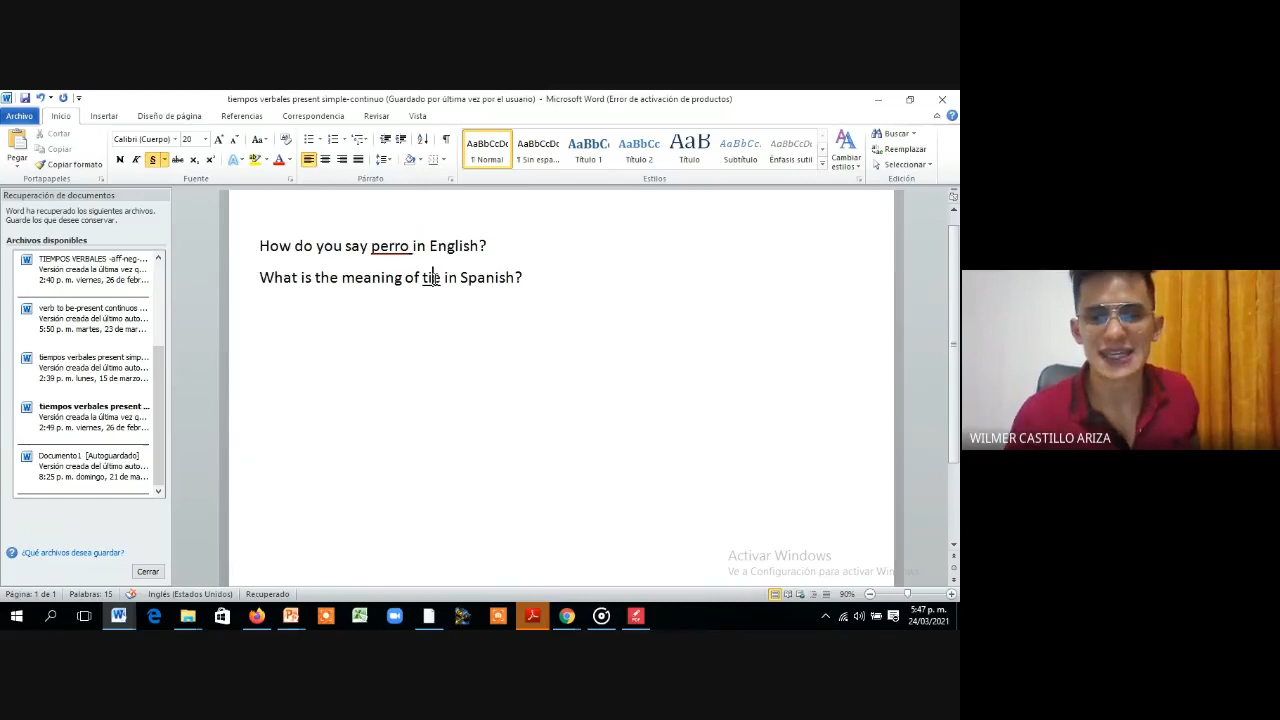 tiempos verbales present simple-continuo (Guardado por última vez por el usuario) - Microsoft Word (Error de activación de productos)
Archivo Inicio Insertar Diseño de página Referencias Correspondencia Revisar Vista
Pegar
Cortar
Copiar
Copiar formato
Portapapeles
Calibri (Cuerpo) 20
Fuente
Párrafo
AaBbCcDc AaBbCcDc AaBbC AaBbCc AaB AaBbCc. AaBbCcDc
¶ Normal ¶ Sin espa... Título 1 Título 2 Título Subtítulo Énfasis sutil
Cambiar estilos
Estilos
Buscar
Reemplazar
Seleccionar
Edición
Recuperación de documentos
Word ha recuperado los siguientes archivos.
Guarde los que desee conservar.
Archivos disponibles
TIEMPOS VERBALES -aff-neg-...
Versión creada la última vez q...
2:40 p. m. viernes, 26 de febr...
verb to be-present continuos
Versión creada del último auto...
5:50 p. m. martes, 23 de mar...
tiempos verbales present simp...
Versión creada la última vez q...
2:39 p. m. lunes, 15 de marzo...
tiempos verbales present ...
Versión creada la última vez q...
2:49 p. m. viernes, 26 de feb...
Documento1 [Autoguardado]
Versión creada del último auto...
8:25 p. m. domingo, 21 de ma...
¿Qué archivos desea guardar?
Cerrar
How do you say perro in English?
What is the meaning of in Spanish?
WILMER CASTILLO ARIZA
Activar Windows
Ve a Configuración para activar
Página: 1 de 1 Palabras: 15 Inglés (Estados Unidos) Recuperado 90%
5:47 p. m.
24/03/2021